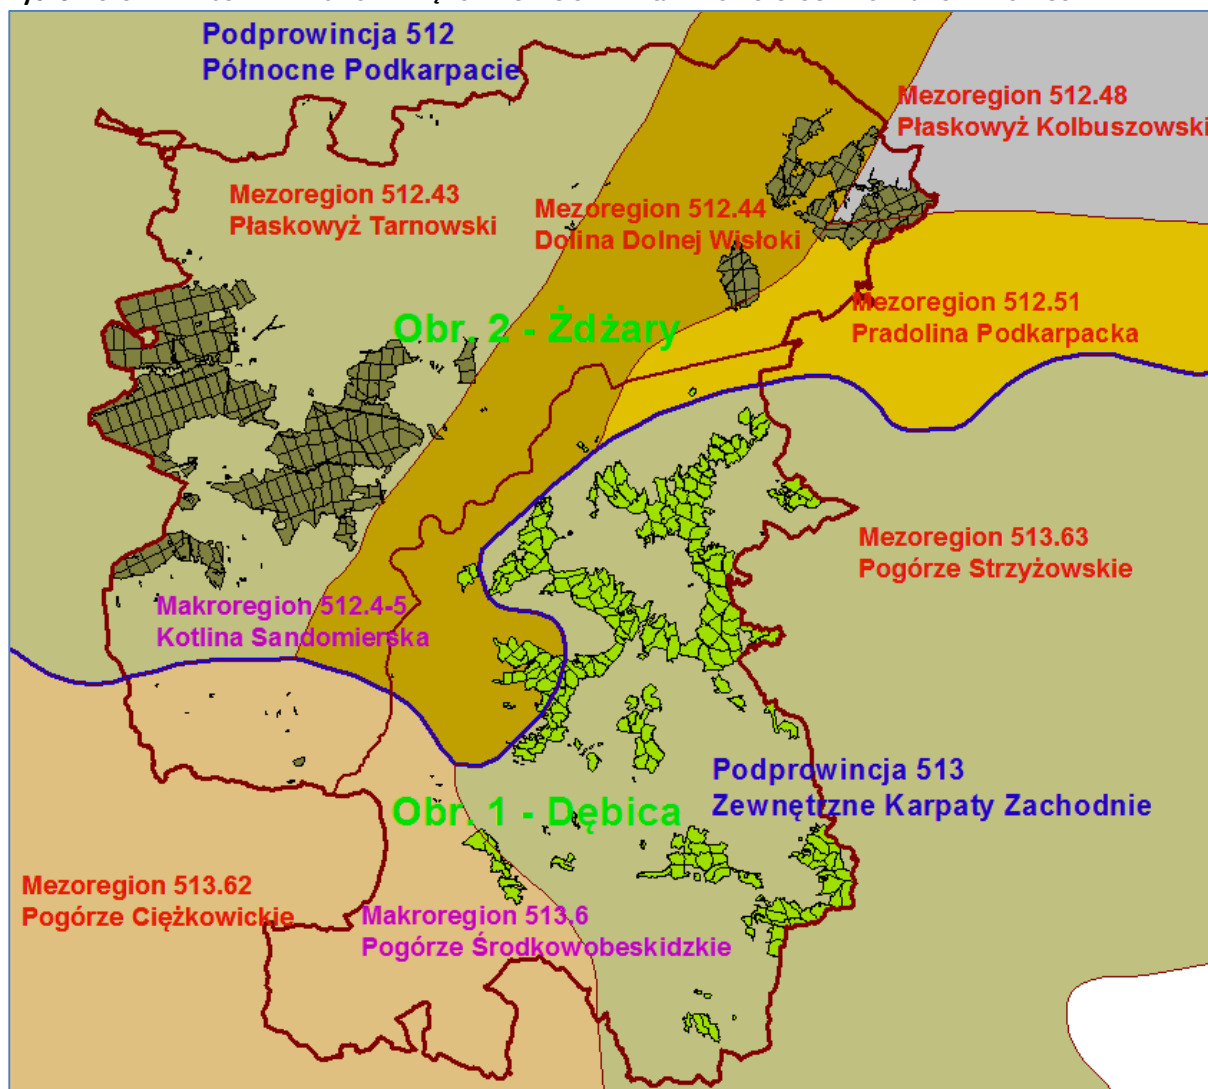 Podprowincja 512
Północne Podkarpacie
Mezoregion 512.48
Płaskowyż Kolbuszowski
Mezoregion 512.43
Płaskowyż Tarnowski
Mezoregion 512.44
Dolina Dolnej Wisłoki
Mezoregion 512.51
Pradolina Podkarpacka
Obr. 2 - Żdżary
Mezoregion 513.63
Pogórze Strzyżowskie
Makroregion 512.4-5
Kotlina Sandomierska
Podprowincja 513
Zewnętrzne Karpaty Zachodnie
Obr. 1 - Dębica
Mezoregion 513.62
Pogórze Ciężkowickie
Makroregion 513.6
Pogórze Środkowobeskidzkie